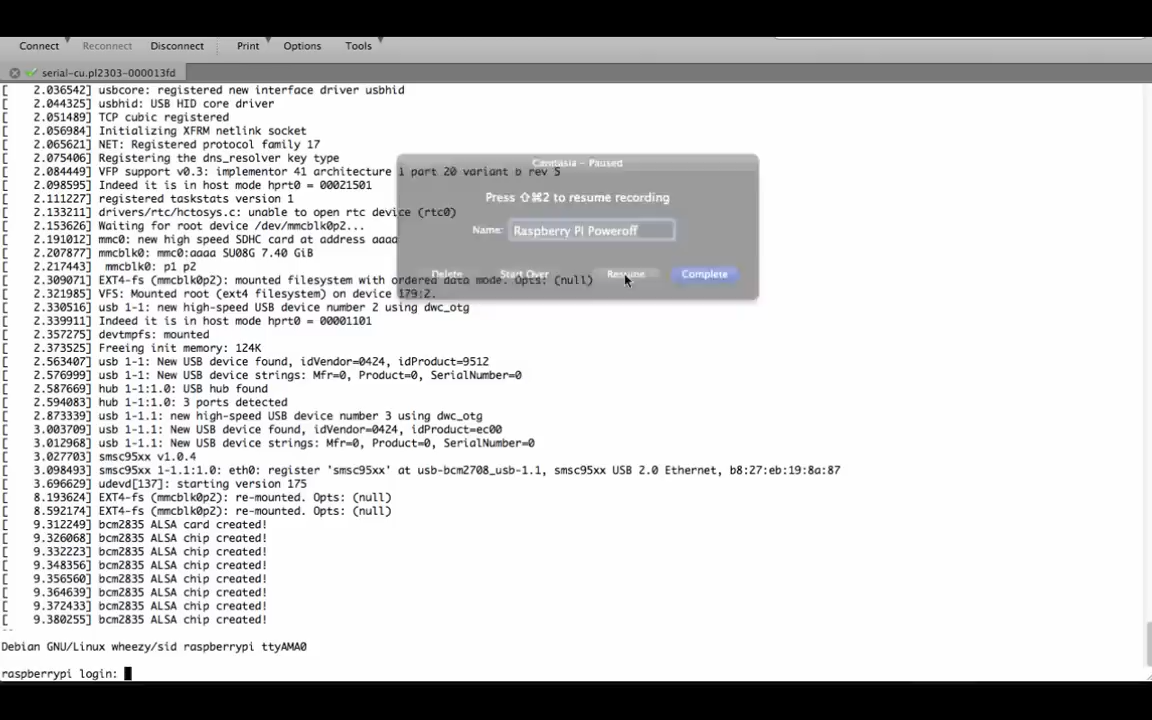 Connect Reconnect Disconnect Print Options Tools
serial-cu.pl2303-000013fd
[ 2.036542] usbcore: registered new interface driver usbhid
[ 2.044325] usbhid: USB HID core driver
[ 2.051489] TCP cubic registered
[ 2.056984] Initializing XFRM netlink socket
[ 2.065621] NET: Registered protocol family 17
[ 2.075406] Registering the dns_resolver key type
[ 2.084449] VFP support v0.3: implementor 41 architecture 1 part 20 variant b rev 5
[ 2.098595] Indeed it is in host mode hprt0 = 00021501
[ 2.111227] registered taskstats version 1
[ 2.133211] drivers/rtc/hctosys.c: unable to open rtc device (rtc0)
[ 2.153626] Waiting for root device /dev/mmcblk0p2...
[ 2.191012] mmc0: new high speed SDHC card at address aaaa
[ 2.207877] mmcblk0: mmc0:aaaa SU08G 7.40 GiB
[ 2.217443]  mmcblk0: p1 p2
[ 2.309071] EXT4-fs (mmcblk0p2): mounted filesystem with ordered data mode. Opts: (null)
[ 2.321985] VFS: Mounted root (ext4 filesystem) on device 179:2.
[ 2.330516] usb 1-1: new high-speed USB device number 2 using dwc_otg
[ 2.339911] Indeed it is in host mode hprt0 = 00001101
[ 2.357275] devtmpfs: mounted
[ 2.373525] Freeing init memory: 124K
[ 2.563407] usb 1-1: New USB device found, idVendor=0424, idProduct=9512
[ 2.576999] usb 1-1: New USB device strings: Mfr=0, Product=0, SerialNumber=0
[ 2.587669] hub 1-1:1.0: USB hub found
[ 2.594083] hub 1-1:1.0: 3 ports detected
[ 2.873339] usb 1-1.1: new high-speed USB device number 3 using dwc_otg
[ 3.003709] usb 1-1.1: New USB device found, idVendor=0424, idProduct=ec00
[ 3.012968] usb 1-1.1: New USB device strings: Mfr=0, Product=0, SerialNumber=0
[ 3.027703] smsc95xx v1.0.4
[ 3.098493] smsc95xx 1-1.1:1.0: eth0: register 'smsc95xx' at usb-bcm2708_usb-1.1, smsc95xx USB 2.0 Ethernet, b8:27:eb:19:8a:87
[ 3.696629] udevd[137]: starting version 175
[ 8.193624] EXT4-fs (mmcblk0p2): re-mounted. Opts: (null)
[ 8.592174] EXT4-fs (mmcblk0p2): re-mounted. Opts: (null)
[ 9.312249] bcm2835 ALSA card created!
[ 9.326068] bcm2835 ALSA chip created!
[ 9.332223] bcm2835 ALSA chip created!
[ 9.348356] bcm2835 ALSA chip created!
[ 9.356560] bcm2835 ALSA chip created!
[ 9.364639] bcm2835 ALSA chip created!
[ 9.372433] bcm2835 ALSA chip created!
[ 9.380255] bcm2835 ALSA chip created!
Debian GNU/Linux wheezy/sid raspberrypi ttyAMA0
raspberrypi login:
Camtasia - Paused
Press ⇧⌘2 to resume recording
Name: Raspberry PI Poweroff
Delete Start Over Resume Complete